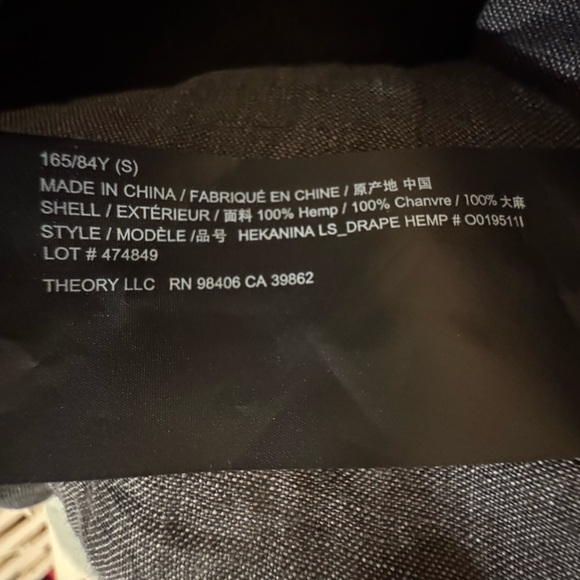 165/84Y (S)
MADE IN CHINA / FABRIQUÉ EN CHINE / 原产地 中国
SHELL / EXTÉRIEUR / 面料 100% Hemp / 100% Chanvre / 100% 大麻
STYLE / MODÈLE /品号 HEKANINA LS_DRAPE HEMP # O019511I
LOT # 474849
THEORY LLC RN 98406 CA 39862